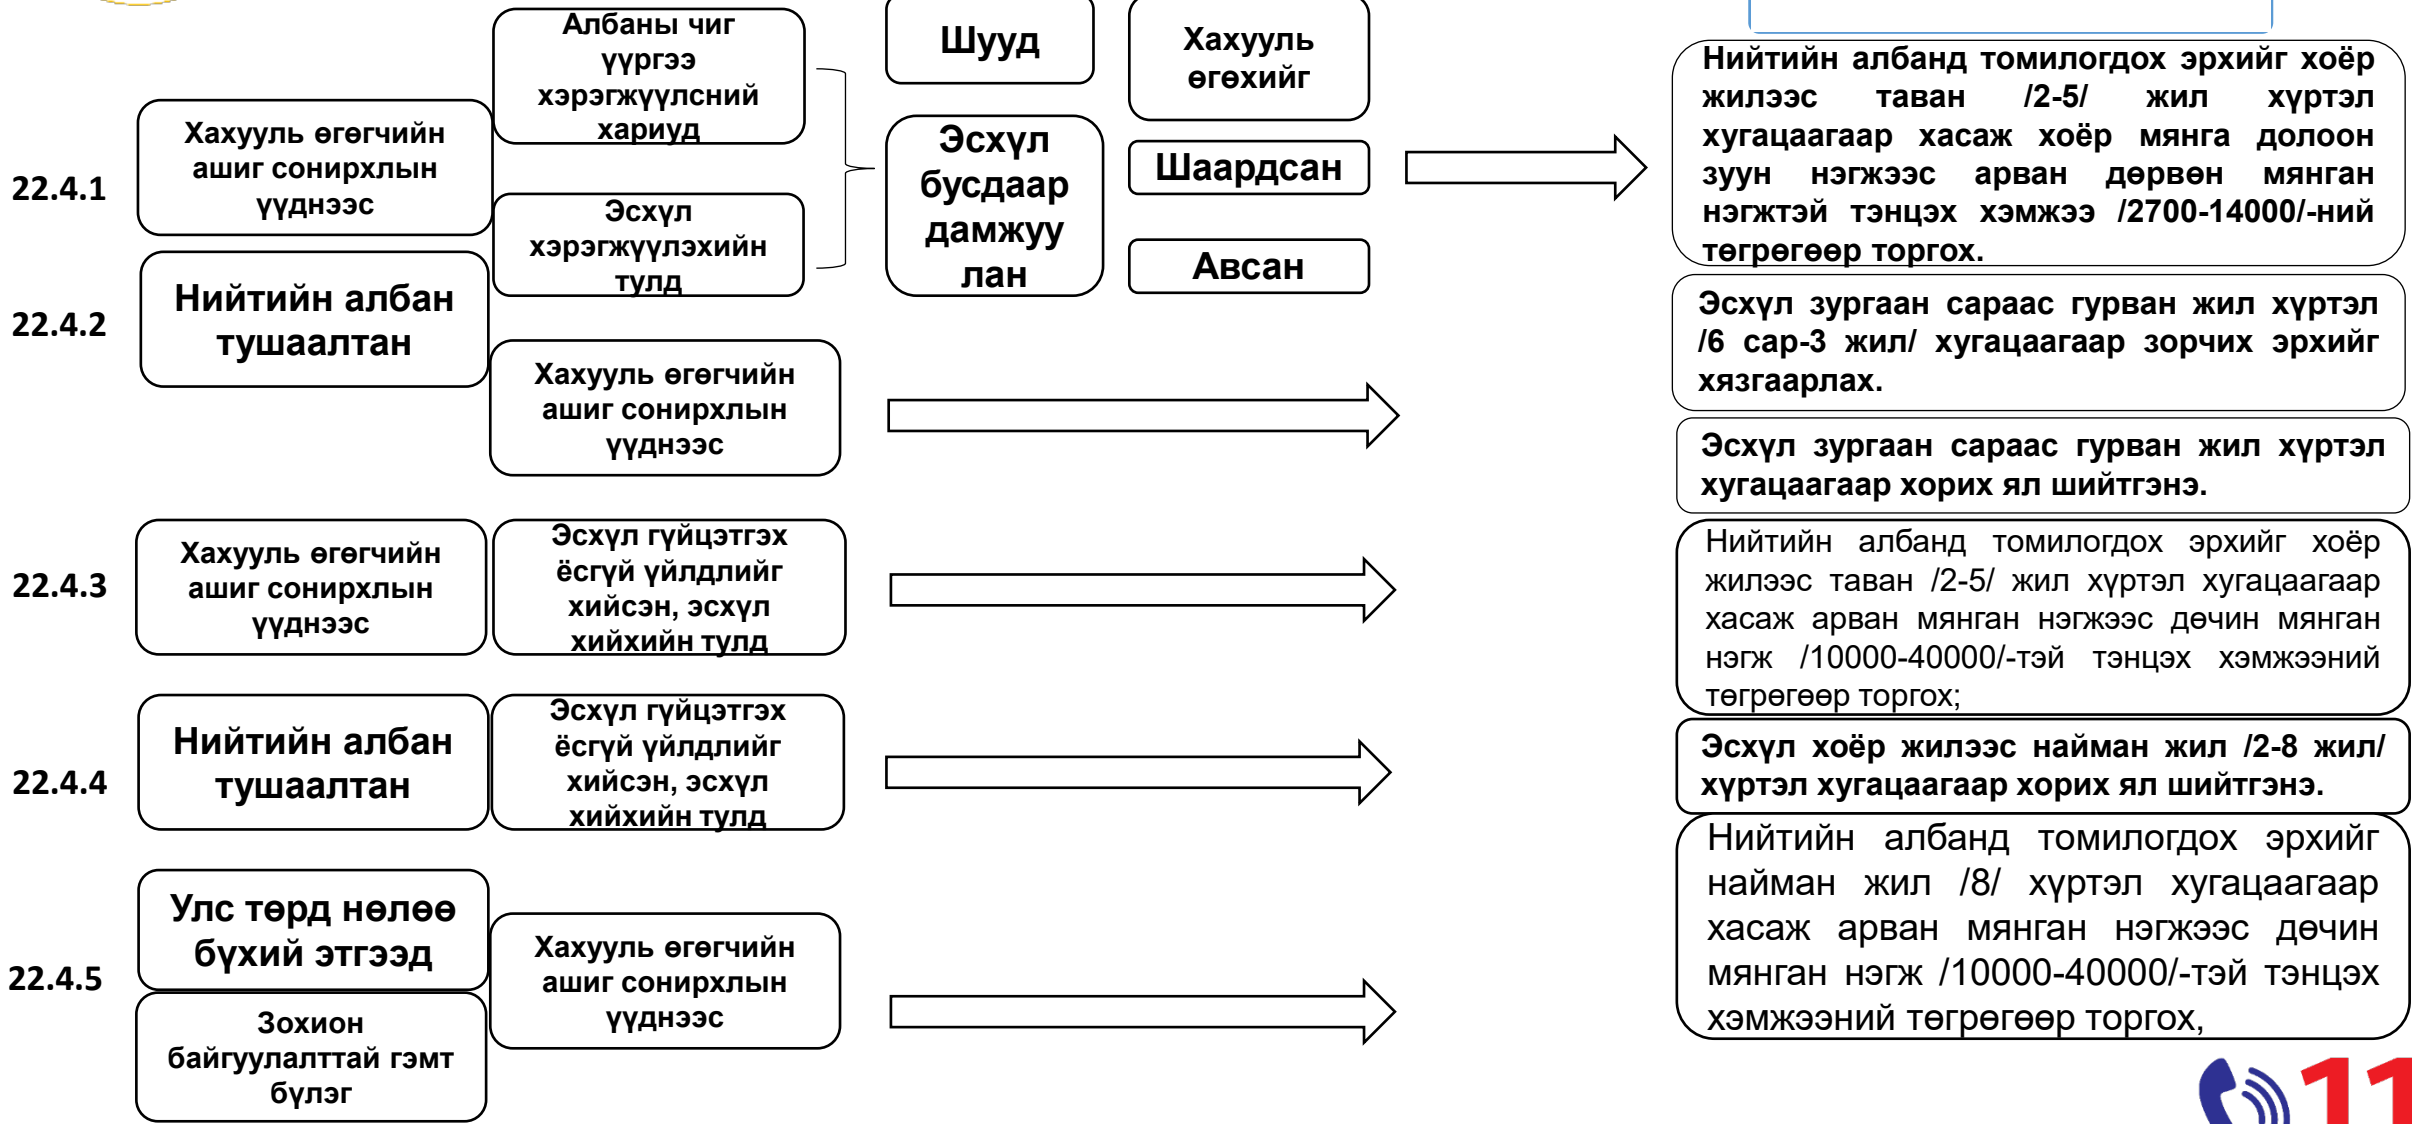 Албаны чиг
үүргээ
хэрэгжүүлсний
хариуд
Шууд
Хахууль
өгөхийг
22.4.1
Хахууль өгөгчийн
ашиг сонирхлын
үүднээс
Эсхүл
хэрэгжүүлэхийн
тулд
Эсхүл
бусдаар
дамжуу
лан
Шаардсан
Авсан
Нийтийн албанд томилогдох эрхийг хоёр
жилээс таван /2-5/ жил хүртэл
хугацаагаар хасаж хоёр мянга долоон
зуун нэгжээс арван дөрвөн мянган
нэгжтэй тэнцэх хэмжээ /2700-14000/-ний
төгрөгөөр торгох.
22.4.2
Нийтийн албан
тушаалтан
Хахууль өгөгчийн
ашиг сонирхлын
үүднээс
Эсхүл зургаан сараас гурван жил хүртэл
/6 сар-3 жил/ хугацаагаар зорчих эрхийг
хязгаарлах.
Эсхүл зургаан сараас гурван жил хүртэл
хугацаагаар хорих ял шийтгэнэ.
22.4.3
Хахууль өгөгчийн
ашиг сонирхлын
үүднээс
Эсхүл гүйцэтгэх
ёсгүй үйлдлийг
хийсэн, эсхүл
хийхийн тулд
Нийтийн албанд томилогдох эрхийг хоёр
жилээс таван /2-5/ жил хүртэл хугацаагаар
хасаж арван мянган нэгжээс дөчин мянган
нэгж /10000-40000/-тэй тэнцэх хэмжээний
төгрөгөөр торгох;
22.4.4
Нийтийн албан
тушаалтан
Эсхүл гүйцэтгэх
ёсгүй үйлдлийг
хийсэн, эсхүл
хийхийн тулд
Эсхүл хоёр жилээс найман жил /2-8 жил/
хүртэл хугацаагаар хорих ял шийтгэнэ.
22.4.5
Улс төрд нөлөө
бүхий этгээд
Зохион
байгуулалттай гэмт
бүлэг
Хахууль өгөгчийн
ашиг сонирхлын
үүднээс
Нийтийн албанд томилогдох эрхийг
найман жил /8/ хүртэл хугацаагаар
хасаж арван мянган нэгжээс дөчин
мянган нэгж /10000-40000/-тэй тэнцэх
хэмжээний төгрөгөөр торгох,
11